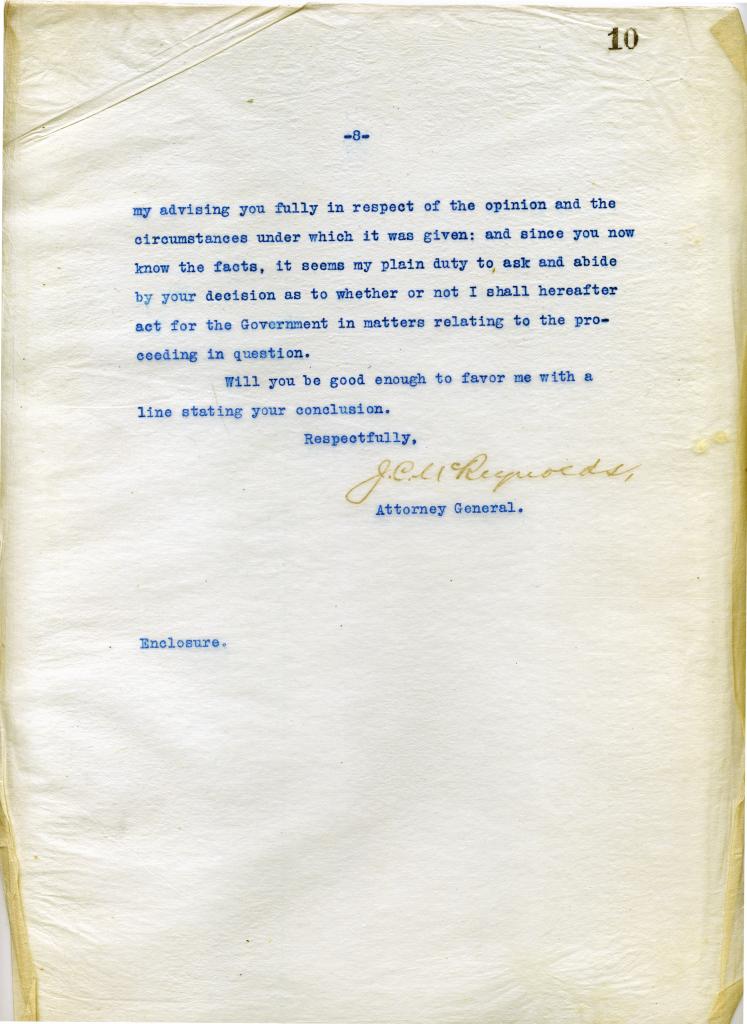 10
-8-
my advising you fully in respect of the opinion and the
circumstances under which it was given: and since you now
know the facts, it seems my plain duty to ask and abide
by your decision as to whether or not I shall hereafter
act for the Government in matters relating to the pro-
ceeding in question.
Will you be good enough to favor me with a
line stating your conclusion.
Respectfully,
J.C. McReynolds,
Attorney General.
Enclosure.